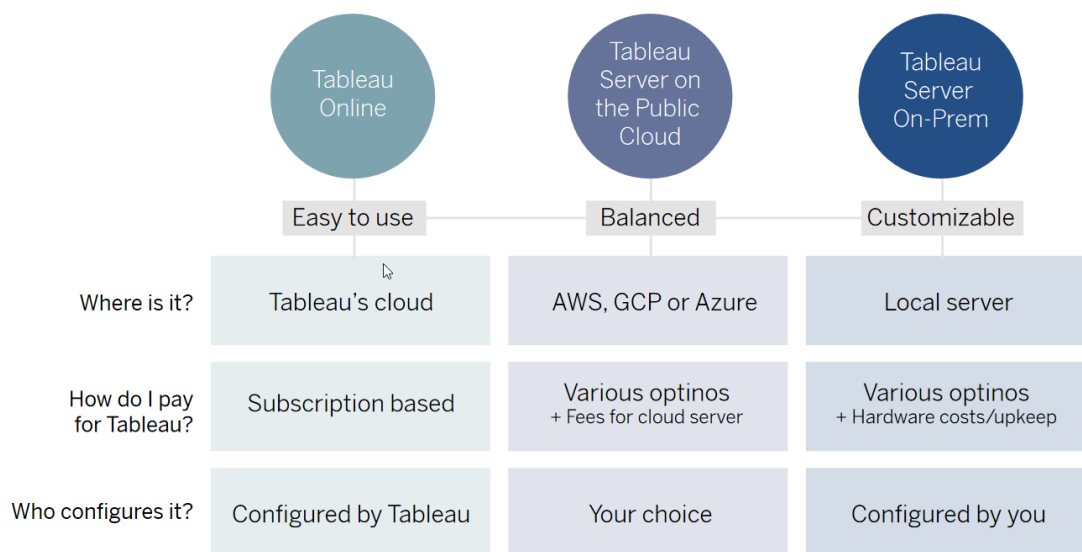 Tableau
Online
Tableau
Server on
the Public
Cloud
Tableau
Server
On-Prem
Easy to use
Balanced
Customizable
Where is it?
Tableau's cloud
AWS, GCP or Azure
Local server
How do I pay
for Tableau?
Subscription based
Various optinos
+ Fees for cloud server
Various optinos
+ Hardware costs/upkeep
Who configures it?
Configured by Tableau
Your choice
Configured by you